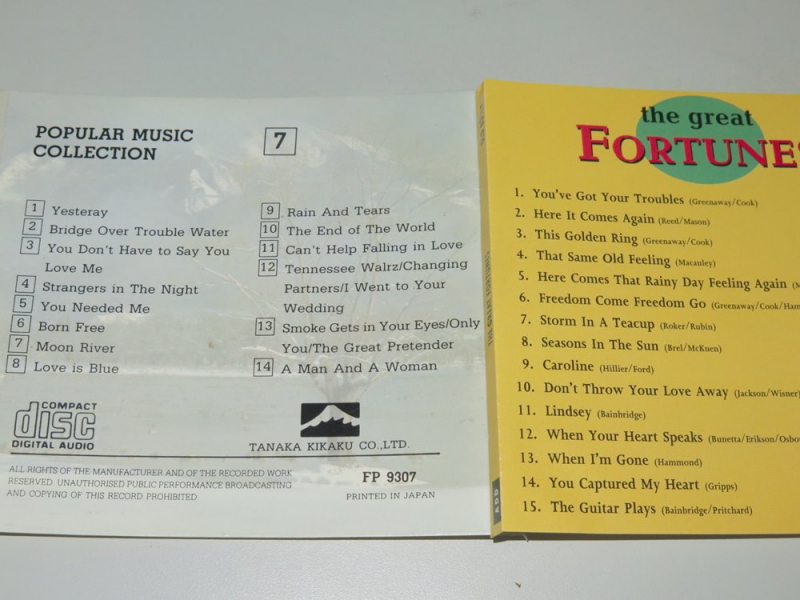 POPULAR MUSIC
COLLECTION
7
1 Yesteray
2 Bridge Over Trouble Water
3 You Don't Have to Say You
Love Me
4 Strangers in The Night
5 You Needed Me
6 Born Free
7 Moon River
8 Love is Blue
9 Rain And Tears
10 The End of The World
11 Can't Help Falling in Love
12 Tennessee Walrz/Changing
Partners/I Went to Your
Wedding
13 Smoke Gets in Your Eyes/Only
You/The Great Pretender
14 A Man And A Woman
COMPACT
disc
DIGITAL AUDIO
TANAKA KIKAKU CO.,LTD.
ALL RIGHTS OF THE MANUFACTURER AND OF THE RECORDED WORK
RESERVED. UNAUTHORISED PUBLIC PERFORMANCE BROADCASTING
AND COPYING OF THIS RECORD PROHIBITED.
FP 9307
PRINTED IN JAPAN
THE GREAT FORTUNES
ADD
the great
FORTUNES
1. You've Got Your Troubles (Greenaway/Cook)
2. Here It Comes Again (Reed/Mason)
3. This Golden Ring (Greenaway/Cook)
4. That Same Old Feeling (Macauley)
5. Here Comes That Rainy Day Feeling Again
6. Freedom Come Freedom Go (Greenaway/Cook/Ham
7. Storm In A Teacup (Roker/Rubin)
8. Seasons In The Sun (Brel/McKuen)
9. Caroline (Hillier/Ford)
10. Don't Throw Your Love Away (Jackson/Wisner)
11. Lindsey (Bainbridge)
12. When Your Heart Speaks (Bunetta/Erikson/Osbo
13. When I'm Gone (Hammond)
14. You Captured My Heart (Gripps)
15. The Guitar Plays (Bainbridge/Pritchard)